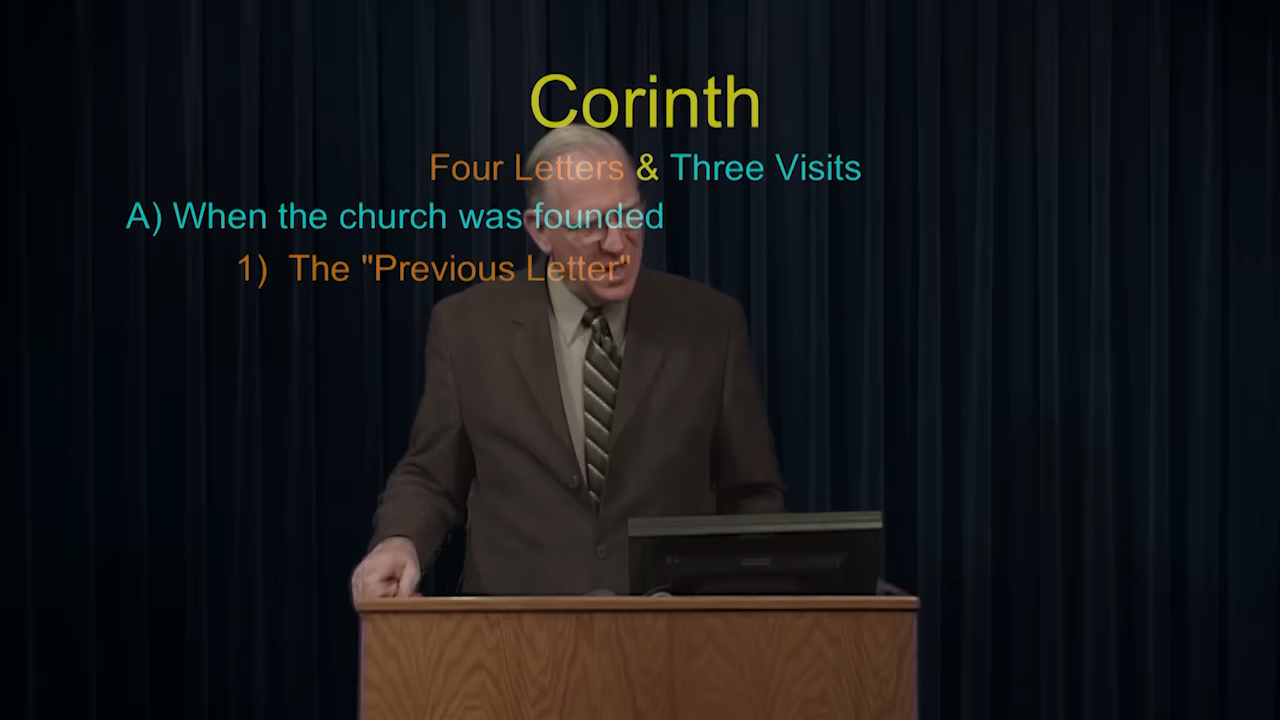 Corinth
Four Letters & Three Visits
A) When the church was founded
1) The "Previous Letter"